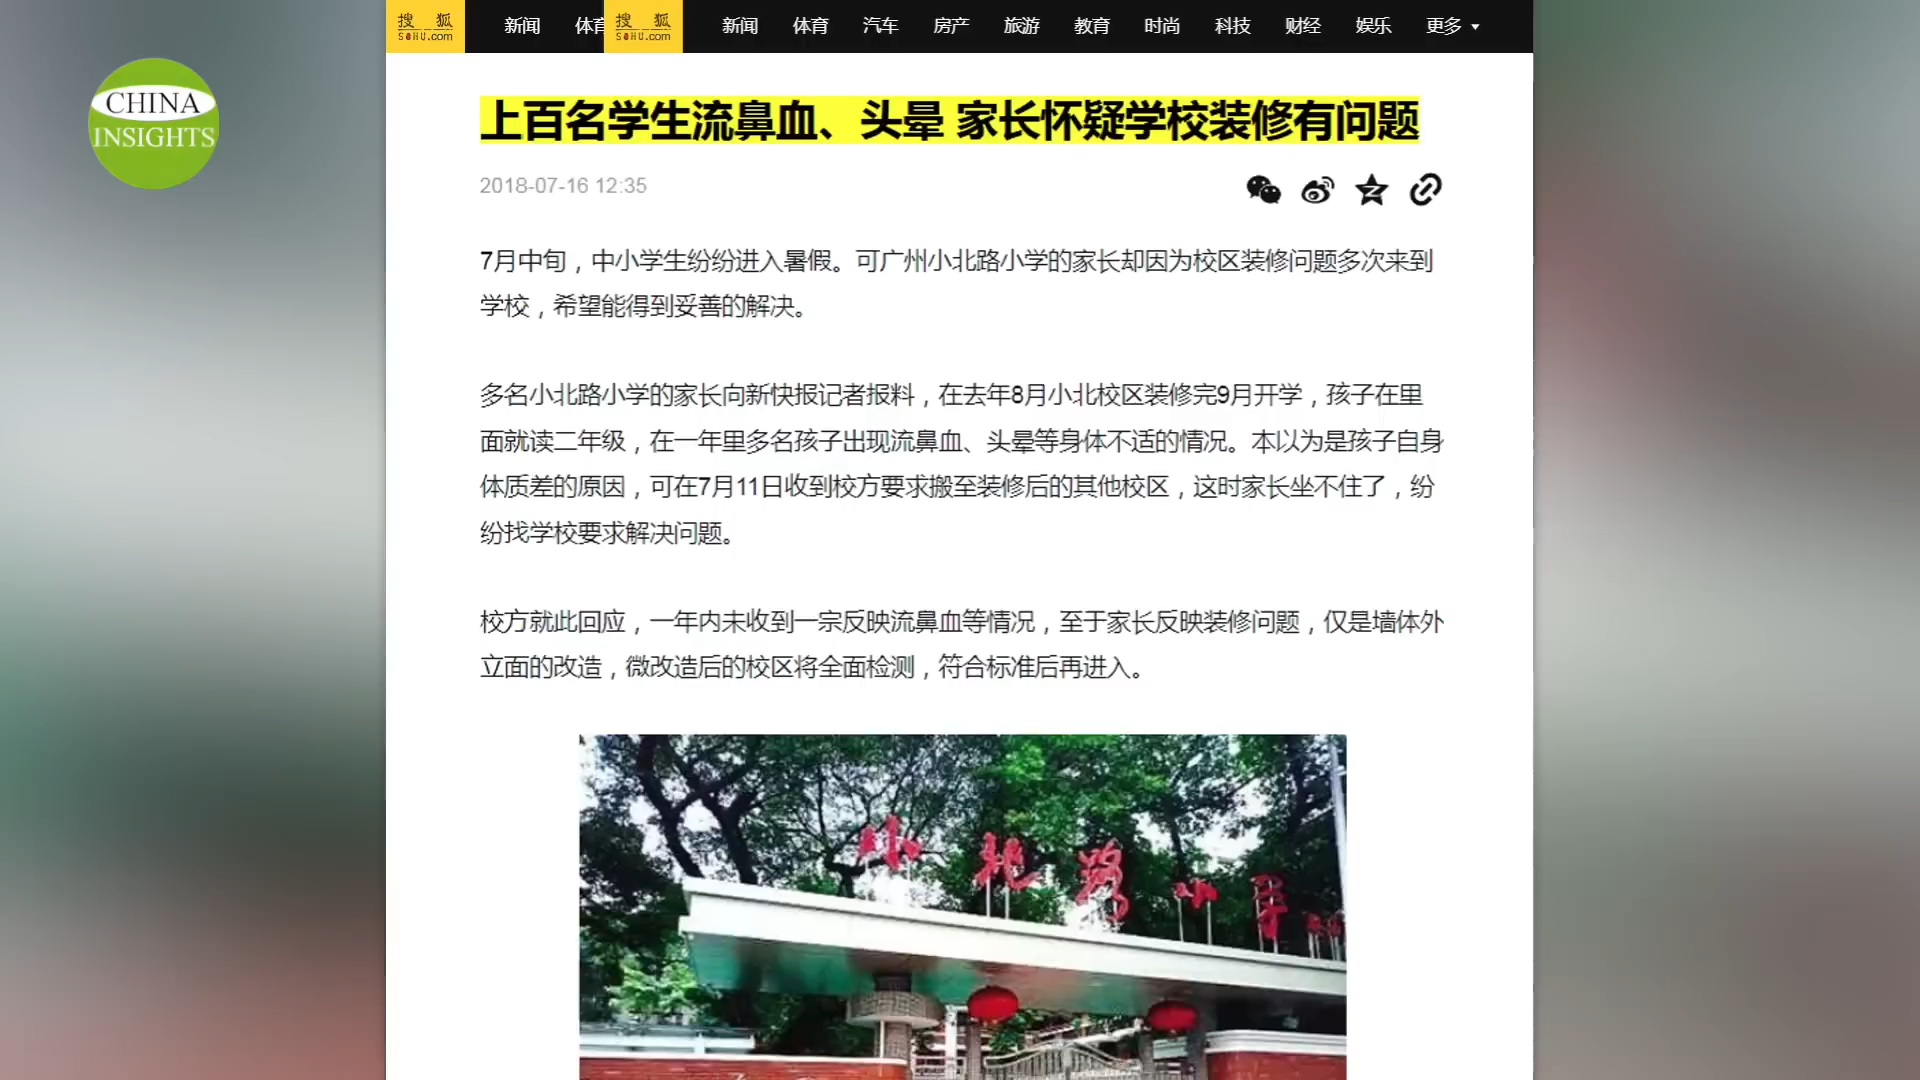 搜狐 新闻 体育 搜狐 新闻 体育 汽车 房产 旅游 教育 时尚 科技 财经 娱乐 更多
SOHU.com SOHU.com
CHINA
INSIGHTS
上百名学生流鼻血、头晕 家长怀疑学校装修有问题
2018-07-16 12:35
7月中旬，中小学生纷纷进入暑假。可广州小北路小学的家长却因为校区装修问题多次来到
学校，希望能得到妥善的解决。
多名小北路小学的家长向新快报记者报料，在去年8月小北校区装修完9月开学，孩子在里
面就读二年级，在一年里多名孩子出现流鼻血、头晕等身体不适的情况。本以为是孩子自身
体质差的原因，可在7月11日收到校方要求搬至装修后的其他校区，这时家长坐不住了，纷
纷找学校要求解决问题。
校方就此回应，一年内未收到一宗反映流鼻血等情况，至于家长反映装修问题，仅是墙体外
立面的改造，微改造后的校区将全面检测，符合标准后再进入。
小北路小学